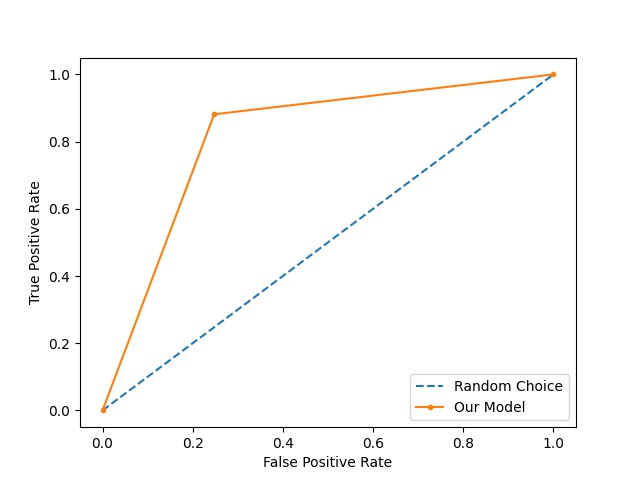 1.0
0.8
0.6
0.4
0.2
0.0
True Positive Rate
Random Choice
Our Model
0.0 0.2 0.4 0.6 0.8 1.0
False Positive Rate